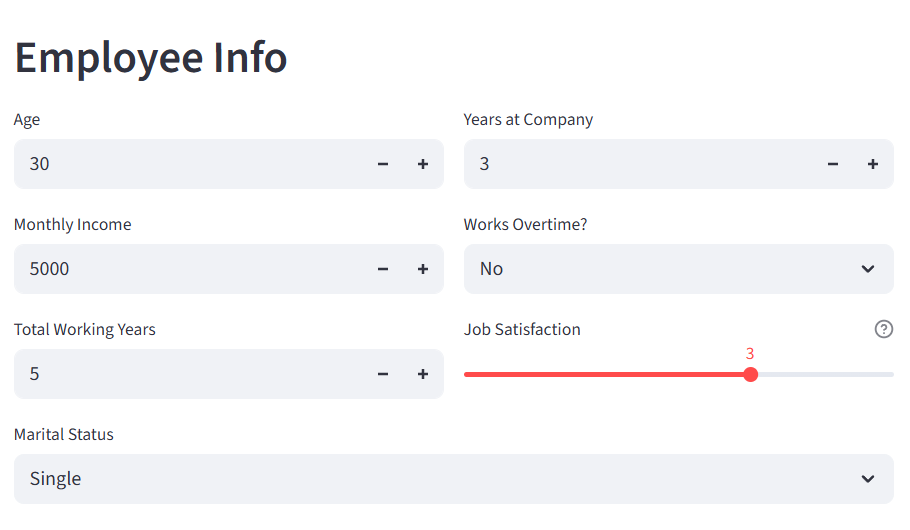 Employee Info
Age
30
Years at Company
3
Monthly Income
5000
Works Overtime?
No
Total Working Years
5
Job Satisfaction
3
Marital Status
Single